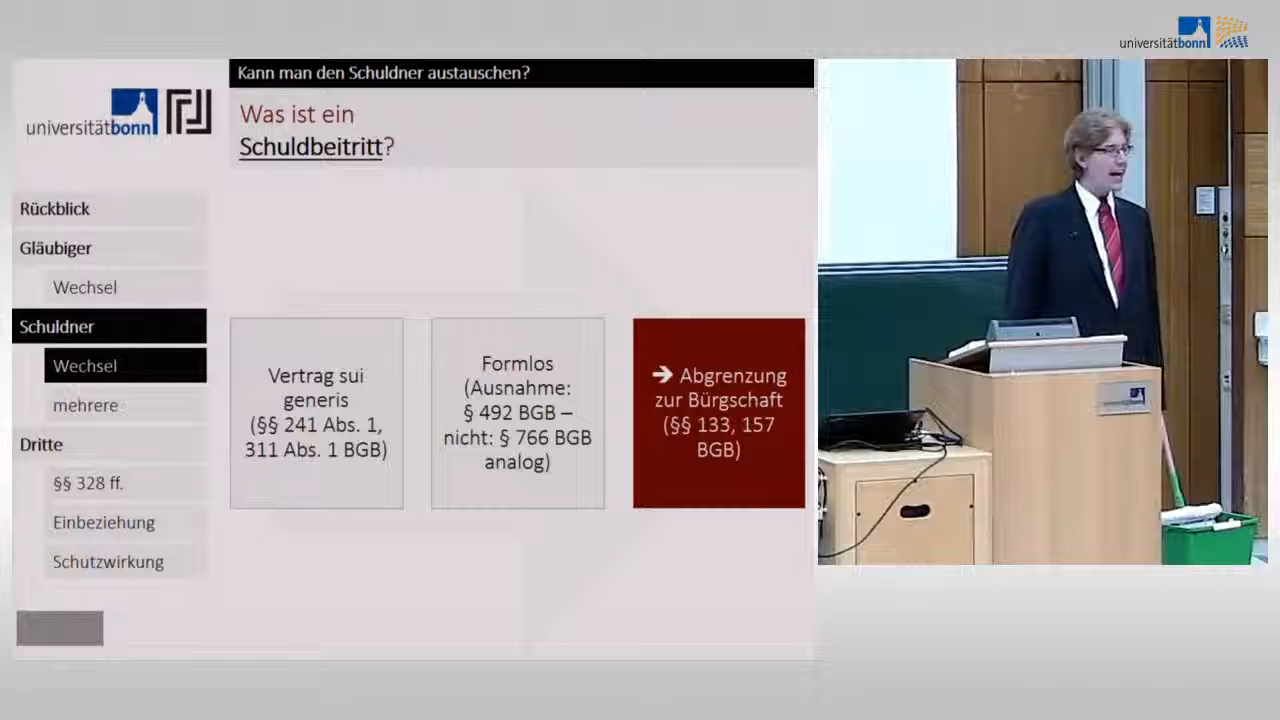 universitätbonn
Kann man den Schuldner austauschen?
universitätbonn
Was ist ein
Schuldbeitritt?
Rückblick
Gläubiger
Wechsel
Schuldner
Wechsel
mehrere
Dritte
§§ 328 ff.
Einbeziehung
Schutzwirkung
Vertrag sui
generis
(§§ 241 Abs. 1,
311 Abs. 1 BGB)
Formlos
(Ausnahme:
§ 492 BGB –
nicht: § 766 BGB
analog)
➔ Abgrenzung
zur Bürgschaft
(§§ 133, 157
BGB)